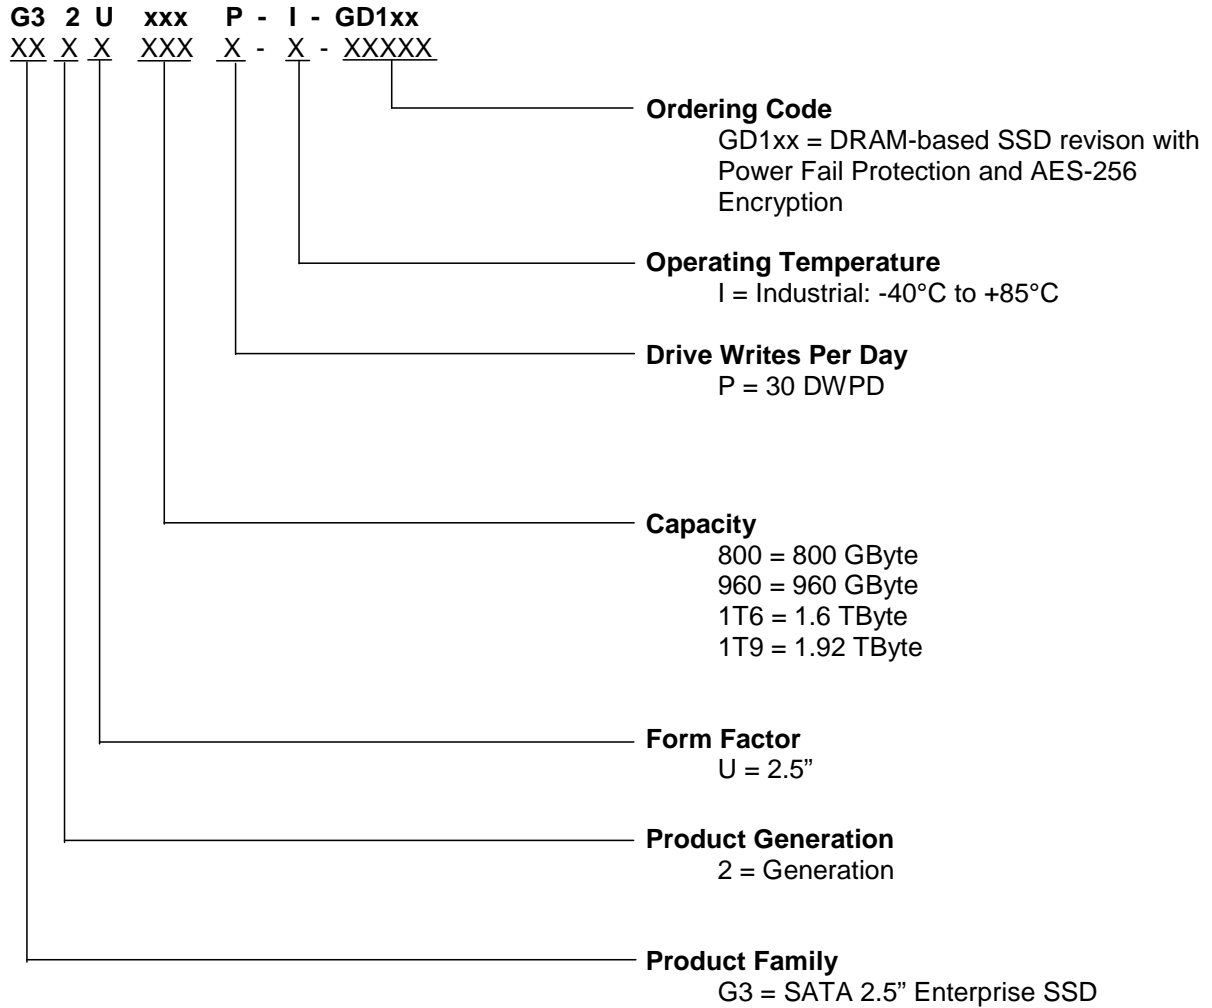 G3 2 U xxx P - I - GD1xx
XX X X XXX X - X - XXXXX
Ordering Code
GD1xx = DRAM-based SSD revison with
Power Fail Protection and AES-256
Encryption
Operating Temperature
I = Industrial: -40°C to +85°C
Drive Writes Per Day
P = 30 DWPD
Capacity
800 = 800 GByte
960 = 960 GByte
1T6 = 1.6 TByte
1T9 = 1.92 TByte
Form Factor
U = 2.5”
Product Generation
2 = Generation
Product Family
G3 = SATA 2.5” Enterprise SSD